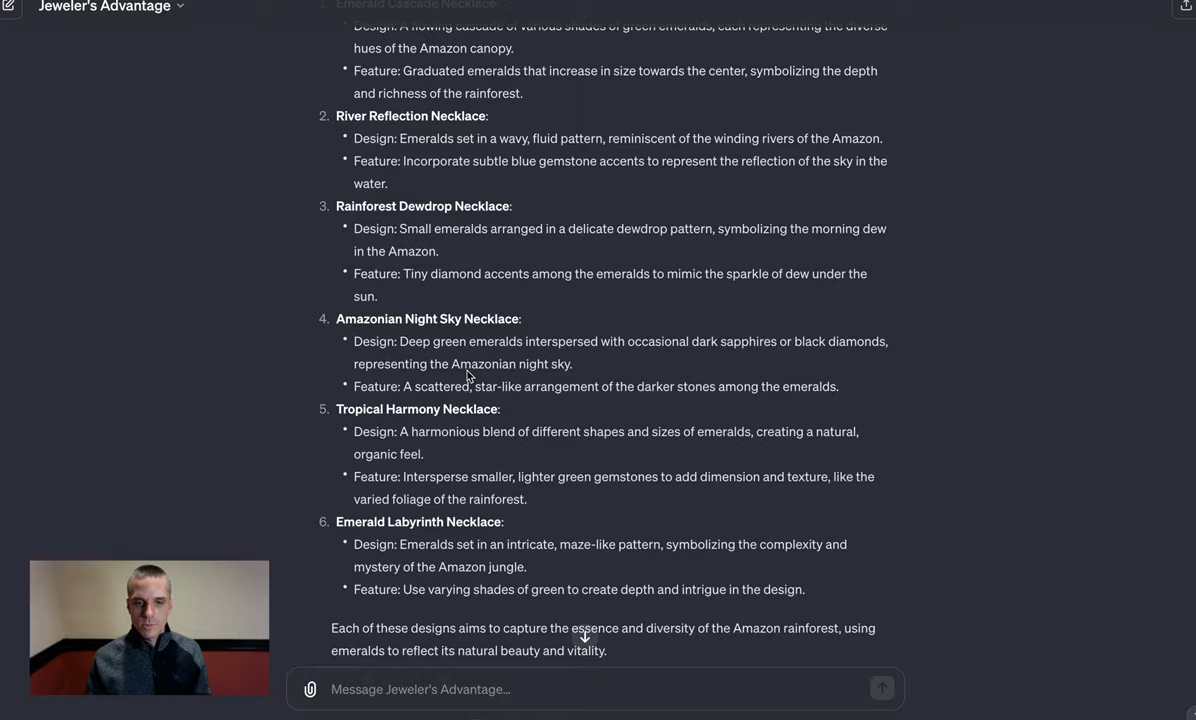 Jeweler's Advantage
1. Emerald Cascade Necklace
Design: A flowing cascade of various shades of green emeralds, each representing the diverse
hues of the Amazon canopy.
Feature: Graduated emeralds that increase in size towards the center, symbolizing the depth
and richness of the rainforest.
2. River Reflection Necklace:
Design: Emeralds set in a wavy, fluid pattern, reminiscent of the winding rivers of the Amazon.
Feature: Incorporate subtle blue gemstone accents to represent the reflection of the sky in the
water.
3. Rainforest Dewdrop Necklace:
Design: Small emeralds arranged in a delicate dewdrop pattern, symbolizing the morning dew
in the Amazon.
Feature: Tiny diamond accents among the emeralds to mimic the sparkle of dew under the
sun.
4. Amazonian Night Sky Necklace:
Design: Deep green emeralds interspersed with occasional dark sapphires or black diamonds,
representing the Amazonian night sky.
Feature: A scattered, star-like arrangement of the darker stones among the emeralds.
5. Tropical Harmony Necklace:
Design: A harmonious blend of different shapes and sizes of emeralds, creating a natural,
organic feel.
Feature: Intersperse smaller, lighter green gemstones to add dimension and texture, like the
varied foliage of the rainforest.
6. Emerald Labyrinth Necklace:
Design: Emeralds set in an intricate, maze-like pattern, symbolizing the complexity and
mystery of the Amazon jungle.
Feature: Use varying shades of green to create depth and intrigue in the design.
Each of these designs aims to capture the essence and diversity of the Amazon rainforest, using
emeralds to reflect its natural beauty and vitality.
Message Jeweler's Advantage...